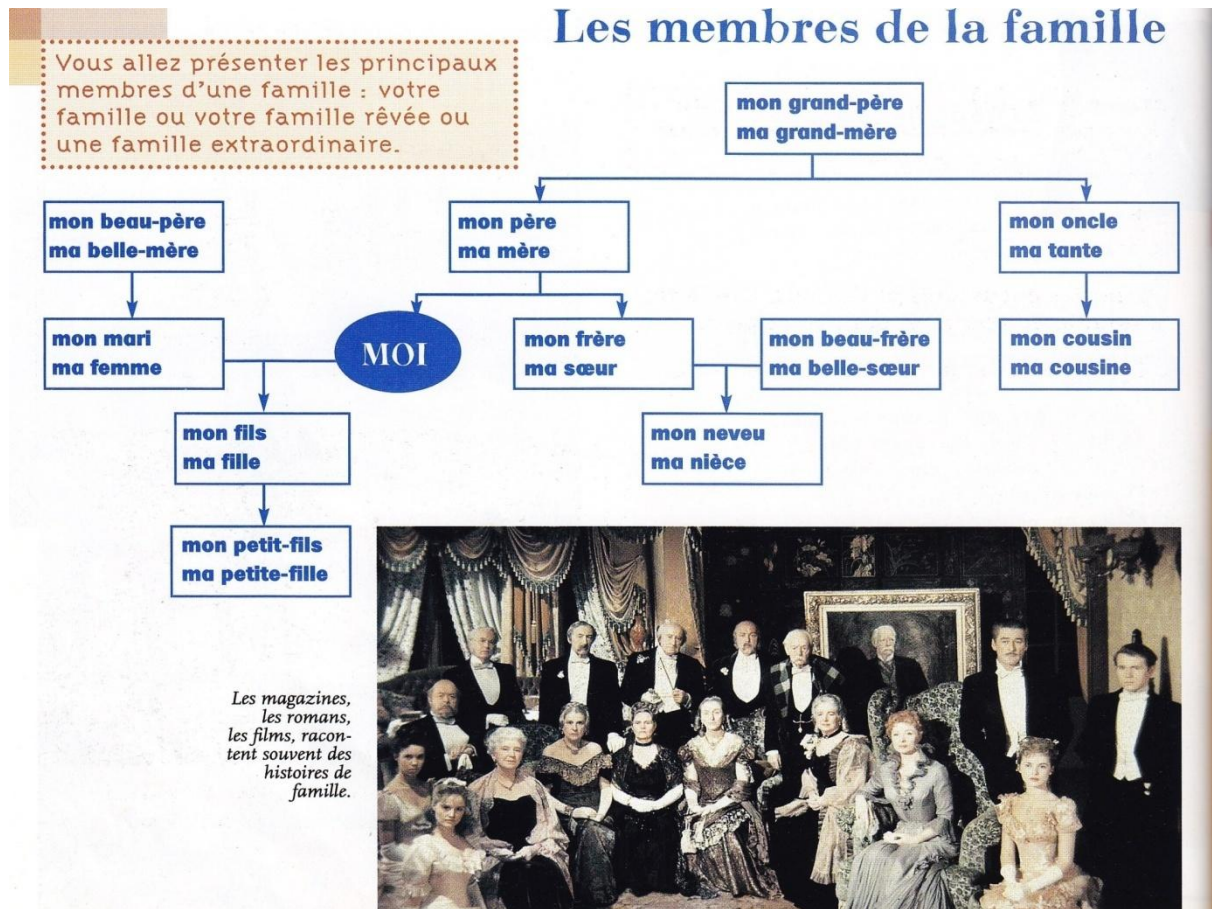 Les membres de la famille
Vous allez présenter les principaux
membres d'une famille : votre
famille ou votre famille rêvée ou
une famille extraordinaire.
mon grand-père
ma grand-mère
mon beau-père
ma belle-mère
mon père
ma mère
mon oncle
ma tante
mon mari
ma femme
MOI
mon frère
ma sœur
mon beau-frère
ma belle-sœur
mon cousin
ma cousine
mon fils
ma fille
mon neveu
ma nièce
mon petit-fils
ma petite-fille
Les magazines,
les romans,
les films, racon-
tent souvent des
histoires de
famille.